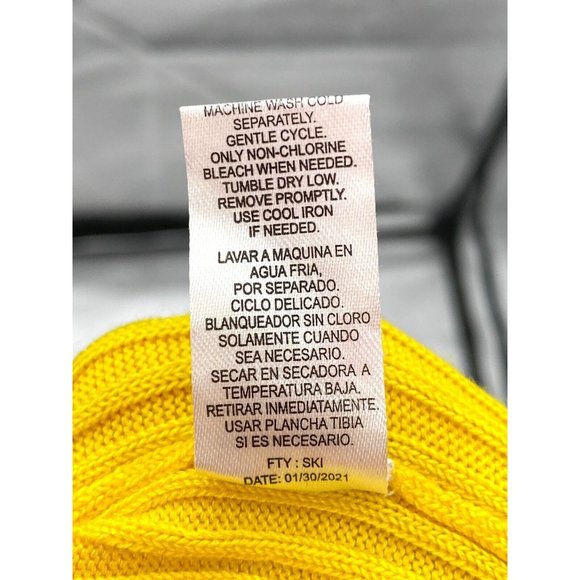 MACHINE WASH COLD
SEPARATELY.
GENTLE CYCLE.
ONLY NON-CHLORINE
BLEACH WHEN NEEDED.
TUMBLE DRY LOW.
REMOVE PROMPTLY.
USE COOL IRON
IF NEEDED.
LAVAR A MAQUINA EN
AGUA FRIA,
POR SEPARADO.
CICLO DELICADO.
BLANQUEADOR SIN CLORO
SOLAMENTE CUANDO
SEA NECESARIO.
SECAR EN SECADORA A
TEMPERATURA BAJA.
RETIRAR INMEDIATAMENTE.
USAR PLANCHA TIBIA
SI ES NECESARIO.
FTY : SKI
DATE: 01/30/2021